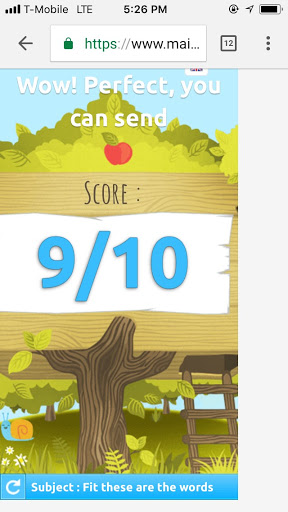 T-Mobile LTE 5:26 PM
https://www.mai... 12
Wow! Perfect, you
can send
Score :
9/10
Subject : Fit these are the words